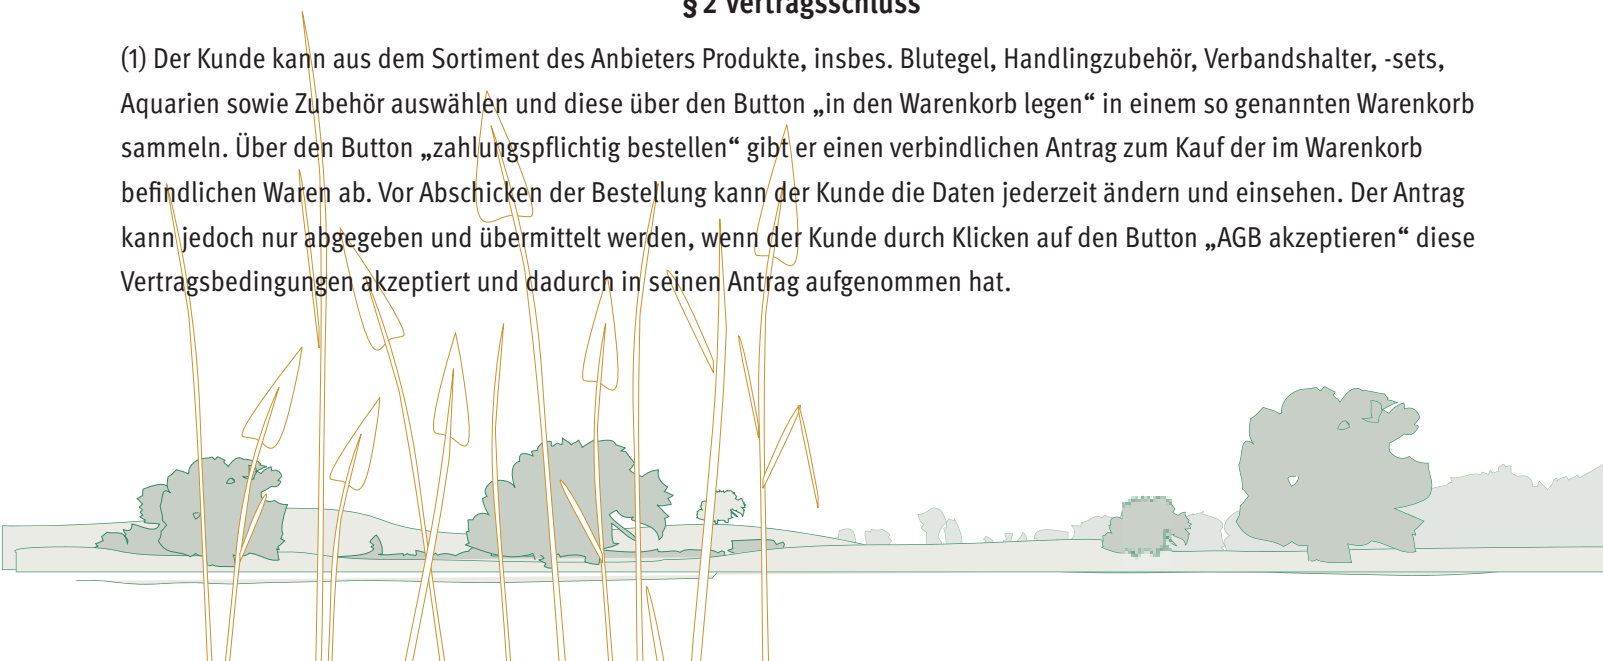 § 2 Vertragsschluss
(1) Der Kunde kann aus dem Sortiment des Anbieters Produkte, insbes. Blutegel, Handlingzubehör, Verbandshalter, -sets,
Aquarien sowie Zubehör auswählen und diese über den Button „in den Warenkorb legen“ in einem so genannten Warenkorb
sammeln. Über den Button „zahlungspflichtig bestellen“ gibt er einen verbindlichen Antrag zum Kauf der im Warenkorb
befindlichen Waren ab. Vor Abschicken der Bestellung kann der Kunde die Daten jederzeit ändern und einsehen. Der Antrag
kann jedoch nur abgegeben und übermittelt werden, wenn der Kunde durch Klicken auf den Button „AGB akzeptieren“ diese
Vertragsbedingungen akzeptiert und dadurch in seinen Antrag aufgenommen hat.